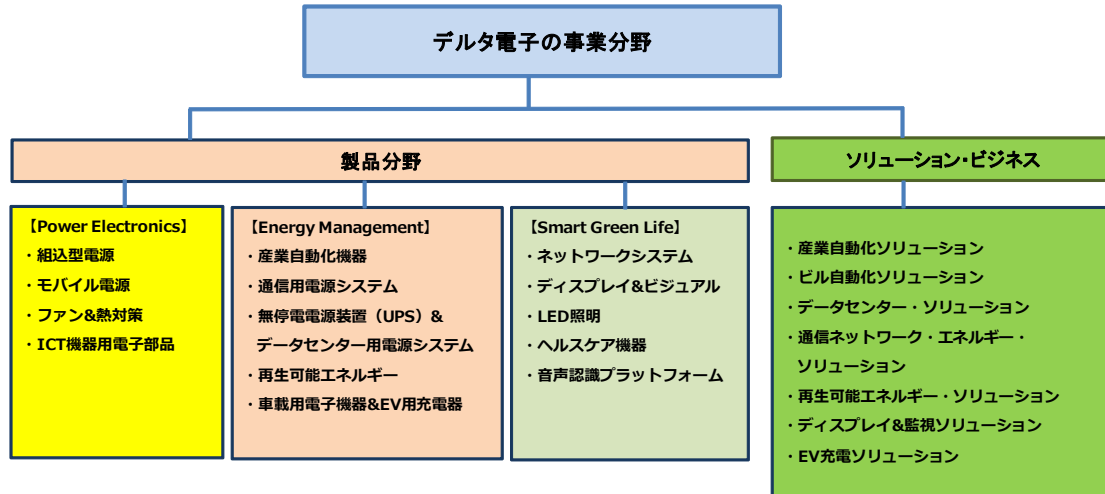 デルタ電子の事業分野
製品分野
ソリューション・ビジネス
【Power Electronics】
・組込型電源
・モバイル電源
・ファン&熱対策
・ICT機器用電子部品
【Energy Management】
・産業自動化機器
・通信用電源システム
・無停電電源装置（UPS）&
データセンター用電源システム
・再生可能エネルギー
・車載用電子機器&EV用充電器
【Smart Green Life】
・ネットワークシステム
・ディスプレイ&ビジュアル
・LED照明
・ヘルスケア機器
・音声認識プラットフォーム
・産業自動化ソリューション
・ビル自動化ソリューション
・データセンター・ソリューション
・通信ネットワーク・エネルギー・
ソリューション
・再生可能エネルギー・ソリューション
・ディスプレイ&監視ソリューション
・EV充電ソリューション